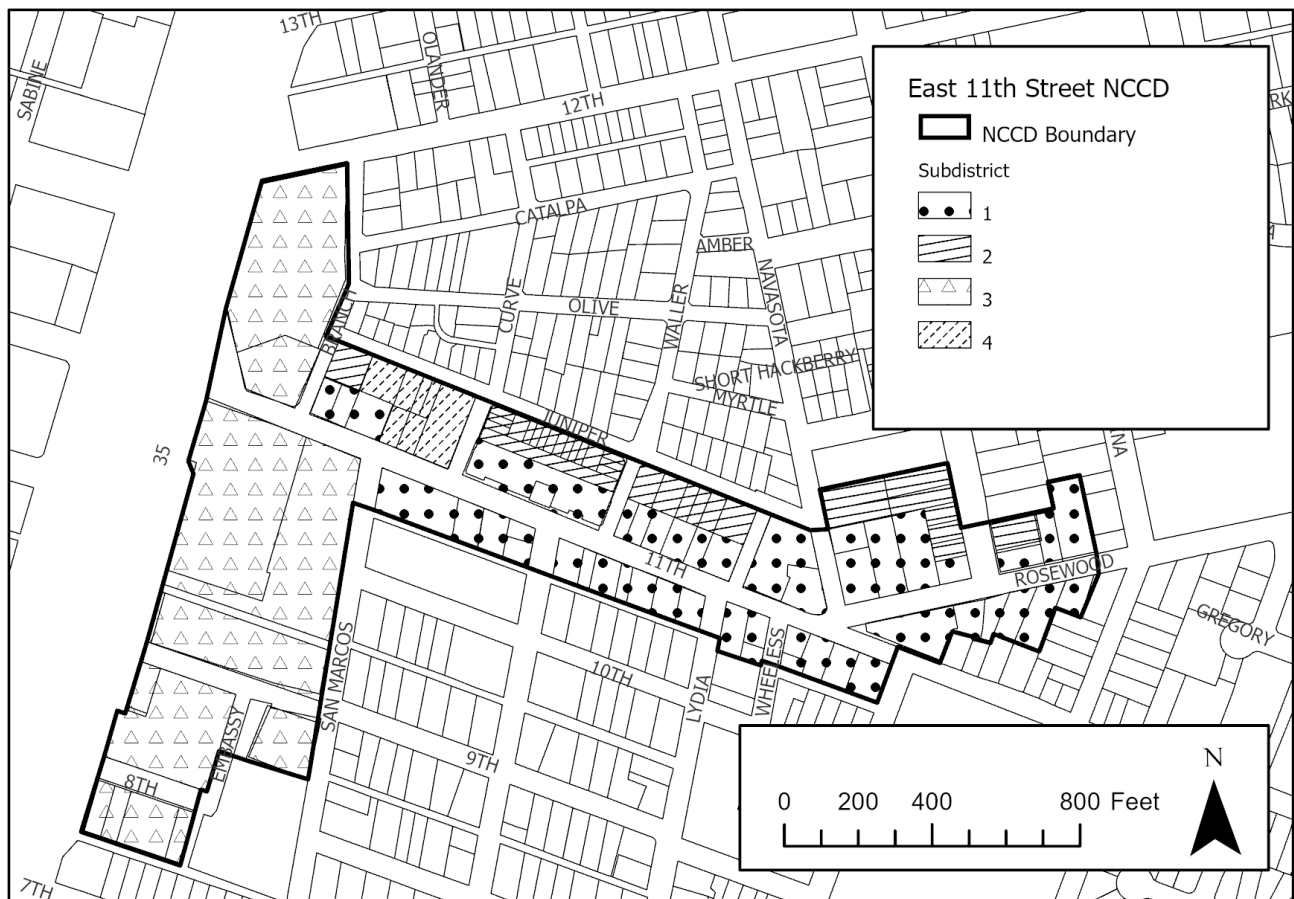 13TH
OLANDER
SABINE
12TH
East 11th Street NCCD
NCCD Boundary
Subdistrict
1
2
3
4
RK
A
CATALPA
AMBER
NAVASOTA
CURVE
OLIVE
WALLER
BRANCH
SHORT HACKBERRY
MYRTLE
JUNIPER
NA
35
11TH
ROSEWOOD
GREGORY
SAN MARCOS
10TH
LYDIA
WHEELESS
EMBASSY
9TH
8TH
7TH
N
0 200 400 800 Feet